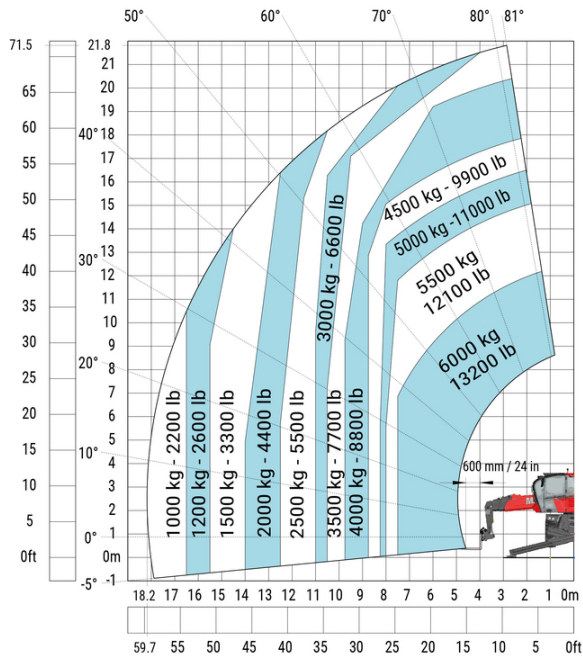 50° 60° 70° 80° 81°
71.5 21.8
21
65 20
19
60 40° 18
17
55
16
50 15
14
45
13
40 30° 12
11
35
10
30 9
20° 8
25
7
20 6
5
15 10° 4
3
10
2
5 0° 1
0ft 0m
-5° -1
1000 kg - 2200 lb
1200 kg - 2600 lb
1500 kg - 3300 lb
2000 kg - 4400 lb
2500 kg - 5500 lb
3000 kg - 6600 lb
3500 kg - 7700 lb
4000 kg - 8800 lb
4500 kg - 9900 lb
5000 kg -11000 lb
5500 kg
12100 lb
6000 kg
13200 lb
600 mm / 24 in
18.2 17 16 15 14 13 12 11 10 9 8 7 6 5 4 3 2 1 0m
59.7 55 50 45 40 35 30 25 20 15 10 5 0ft